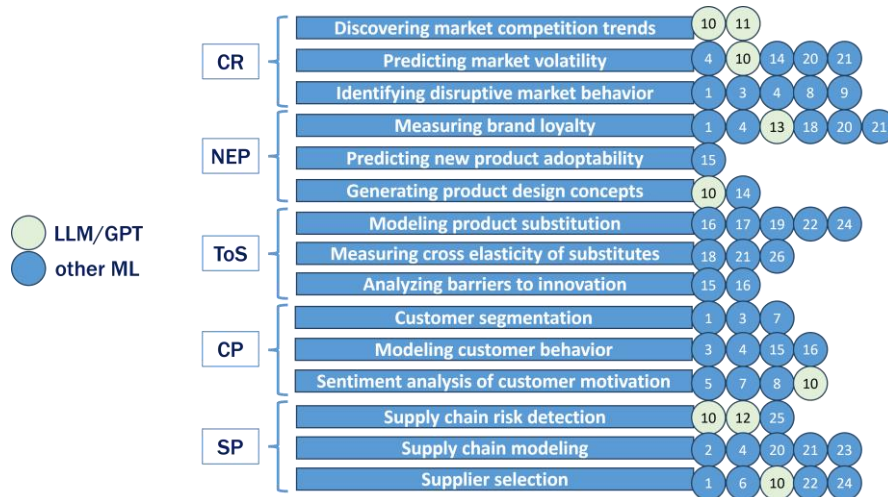 Discovering market competition trends 10 11
CR Predicting market volatility 4 10 14 20 21
Identifying disruptive market behavior 1 3 4 8 9
Measuring brand loyalty 1 4 13 18 20 21
NEP Predicting new product adoptability 15
Generating product design concepts 10 14
LLM/GPT
other ML
Modeling product substitution 16 17 19 22 24
ToS Measuring cross elasticity of substitutes 18 21 26
Analyzing barriers to innovation 15 16
Customer segmentation 1 3 7
CP Modeling customer behavior 3 4 15 16
Sentiment analysis of customer motivation 5 7 8 10
Supply chain risk detection 10 12 25
SP Supply chain modeling 2 4 20 21 23
Supplier selection 1 6 10 22 24